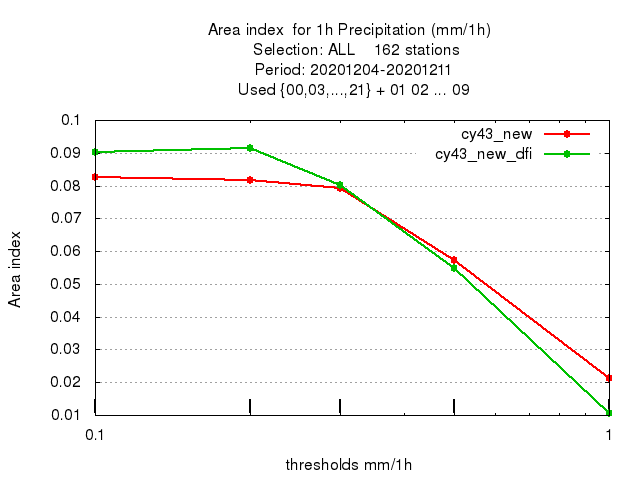 Area index  for 1h Precipitation (mm/1h)
Selection: ALL    162 stations
Period: 20201204-20201211
Used {00,03,...,21} + 01 02 ... 09
cy43_new
cy43_new_dfi
0.1
0.09
0.08
0.07
0.06
0.05
0.04
0.03
0.02
0.01
Area index
0.1
1
thresholds mm/1h